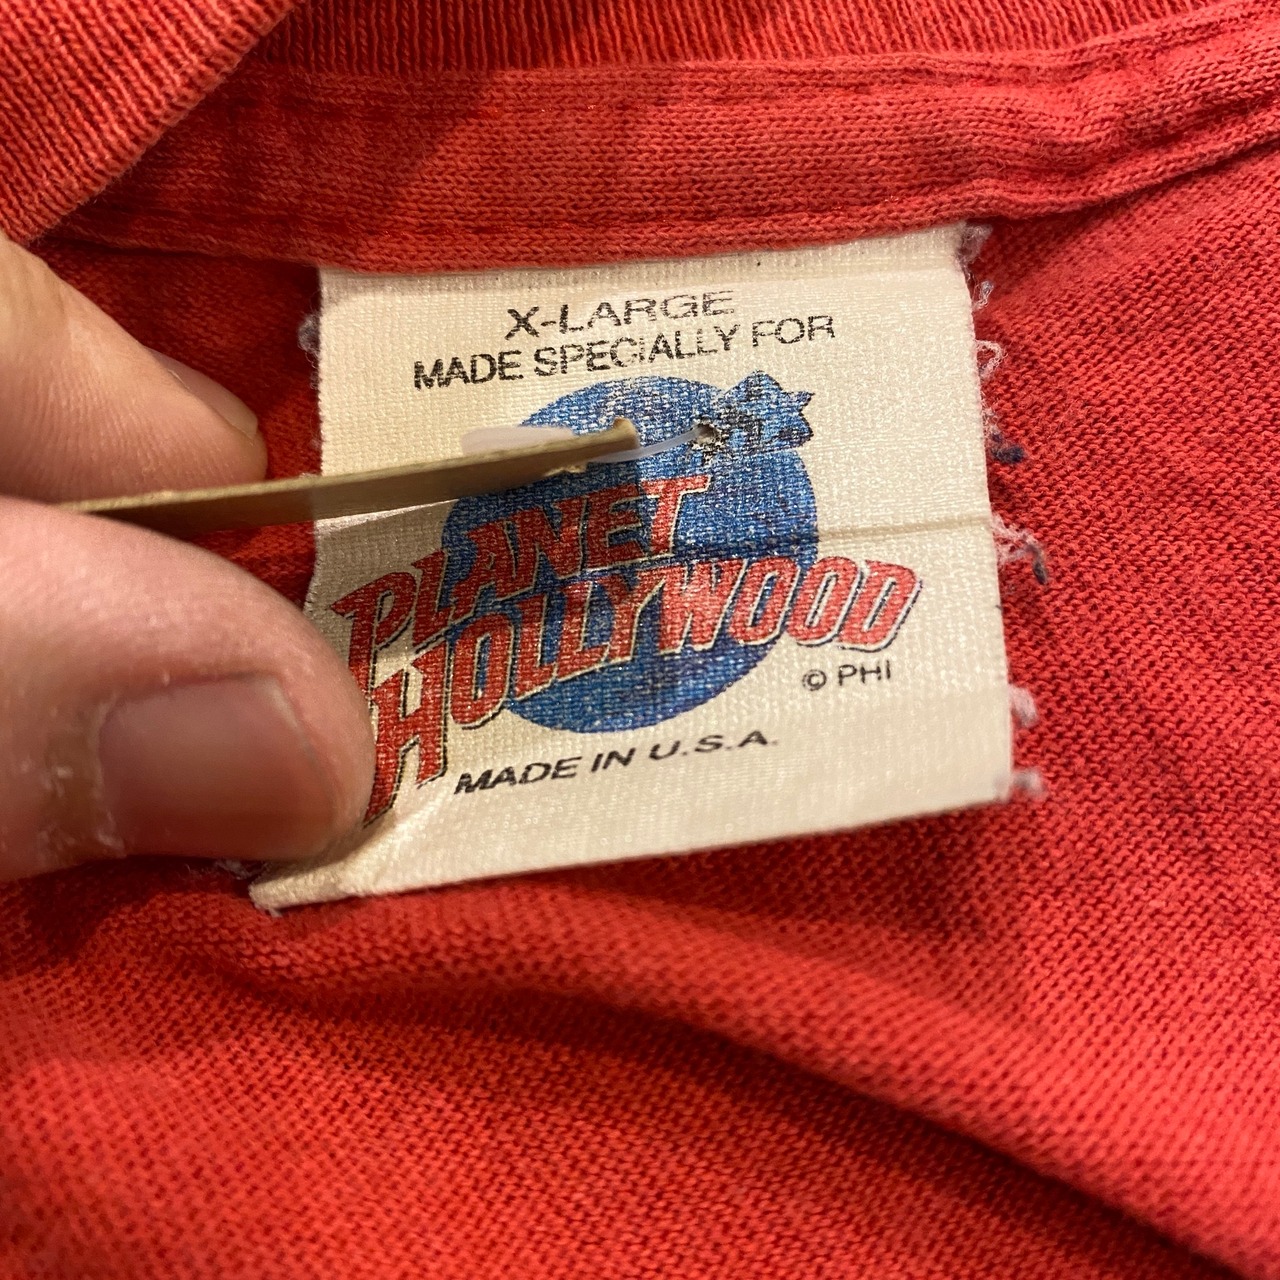 X-LARGE
MADE SPECIALLY FOR
PLANET
HOLLYWOOD
© PHI
MADE IN U.S.A.